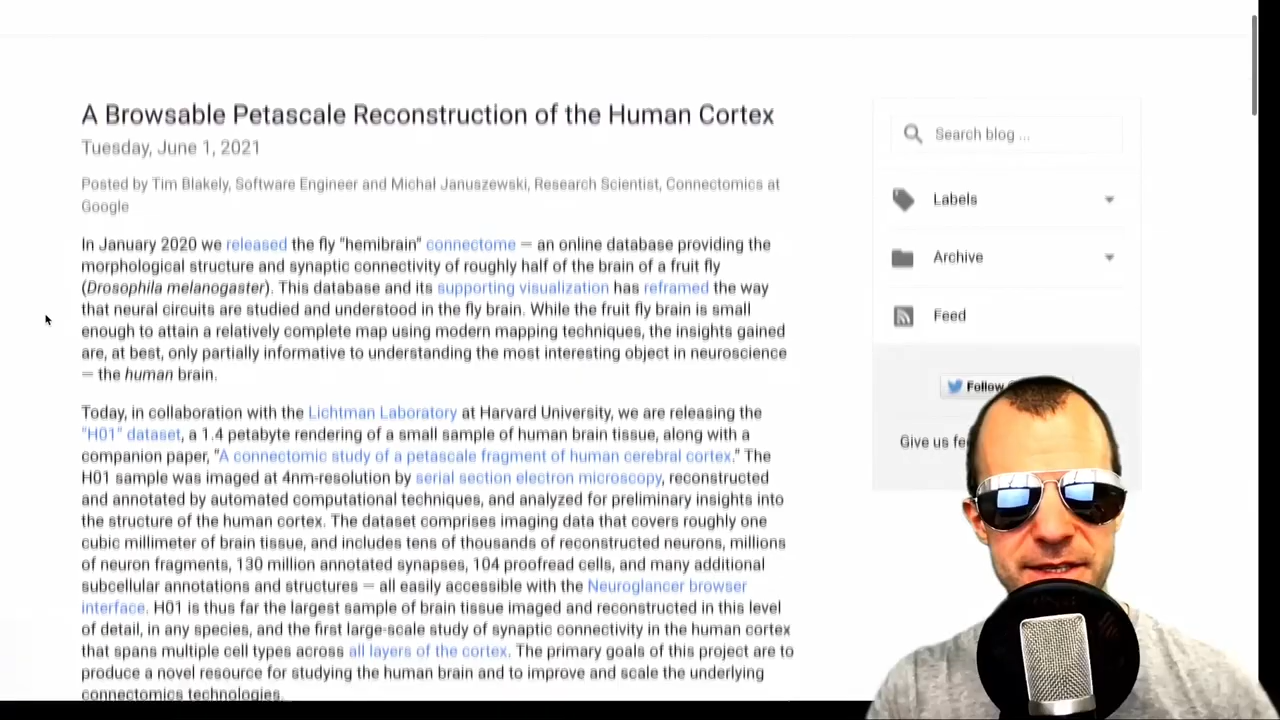 A Browsable Petascale Reconstruction of the Human Cortex
Tuesday, June 1, 2021
Posted by Tim Blakely, Software Engineer and Michał Januszewski, Research Scientist, Connectomics at
Google
In January 2020 we released the fly "hemibrain" connectome — an online database providing the
morphological structure and synaptic connectivity of roughly half of the brain of a fruit fly
(Drosophila melanogaster). This database and its supporting visualization has reframed the way
that neural circuits are studied and understood in the fly brain. While the fruit fly brain is small
enough to attain a relatively complete map using modern mapping techniques, the insights gained
are, at best, only partially informative to understanding the most interesting object in neuroscience
— the human brain.
Today, in collaboration with the Lichtman Laboratory at Harvard University, we are releasing the
"H01" dataset, a 1.4 petabyte rendering of a small sample of human brain tissue, along with a
companion paper, "A connectomic study of a petascale fragment of human cerebral cortex." The
H01 sample was imaged at 4nm-resolution by serial section electron microscopy, reconstructed
and annotated by automated computational techniques, and analyzed for preliminary insights into
the structure of the human cortex. The dataset comprises imaging data that covers roughly one
cubic millimeter of brain tissue, and includes tens of thousands of reconstructed neurons, millions
of neuron fragments, 130 million annotated synapses, 104 proofread cells, and many additional
subcellular annotations and structures — all easily accessible with the Neuroglancer browser
interface. H01 is thus far the largest sample of brain tissue imaged and reconstructed in this level
of detail, in any species, and the first large-scale study of synaptic connectivity in the human cortex
that spans multiple cell types across all layers of the cortex. The primary goals of this project are to
produce a novel resource for studying the human brain and to improve and scale the underlying
connectomics technologies.
Search blog ...
Labels
Archive
Feed
Follow
Give us fe